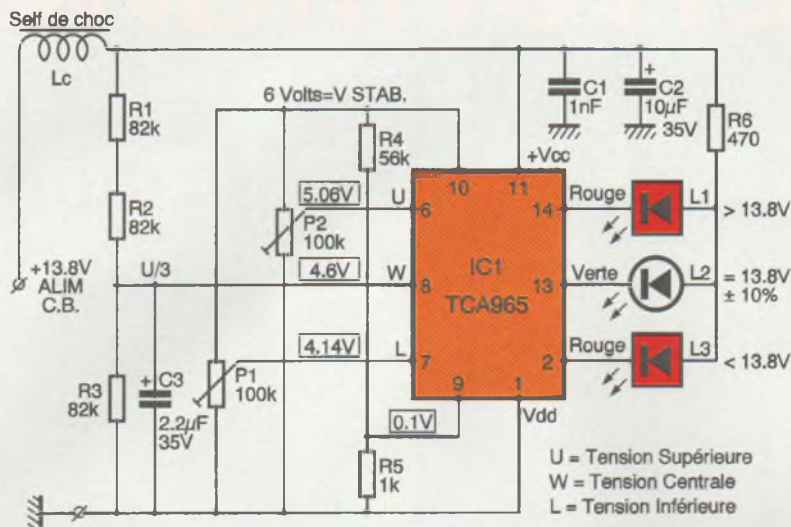 Self de choc
Lc
R1
82k
R2
82k
+13.8V
ALIM
C.B.
U/3
R3
82k
C3
+
2.2µF
35V
6 Volts=V STAB.
R4
56k
5.06V
U
P2
100k
4.6V
W
4.14V
L
P1
100k
0.1V
R5
1k
10
11
+Vcc
6
14
8
13
7
2
9
1
Vdd
IC1
TCA965
C1
1nF
+
C2
10µF
35V
R6
470
Rouge
L1
> 13.8V
Verte
L2
= 13.8V
± 10%
Rouge
L3
< 13.8V
U = Tension Supérieure
W = Tension Centrale
L = Tension Inférieure